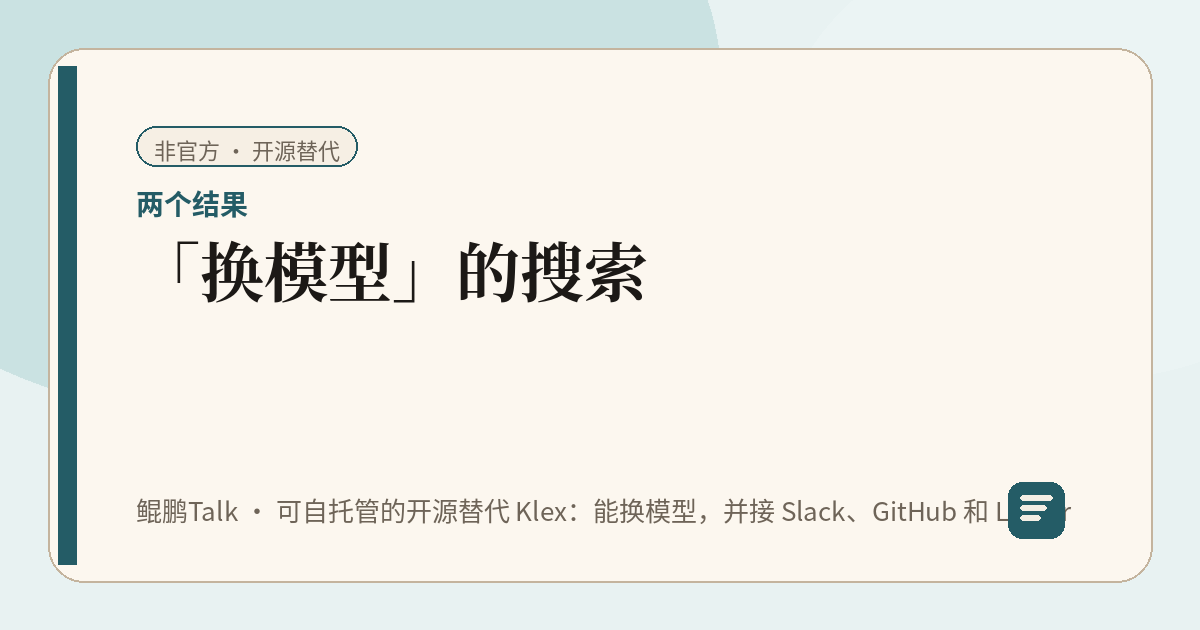 非官方 · 开源替代
两个结果
「换模型」的搜索
鲲鹏Talk · 可自托管的开源替代 Klex：能换模型，并接 Slack、GitHub 和